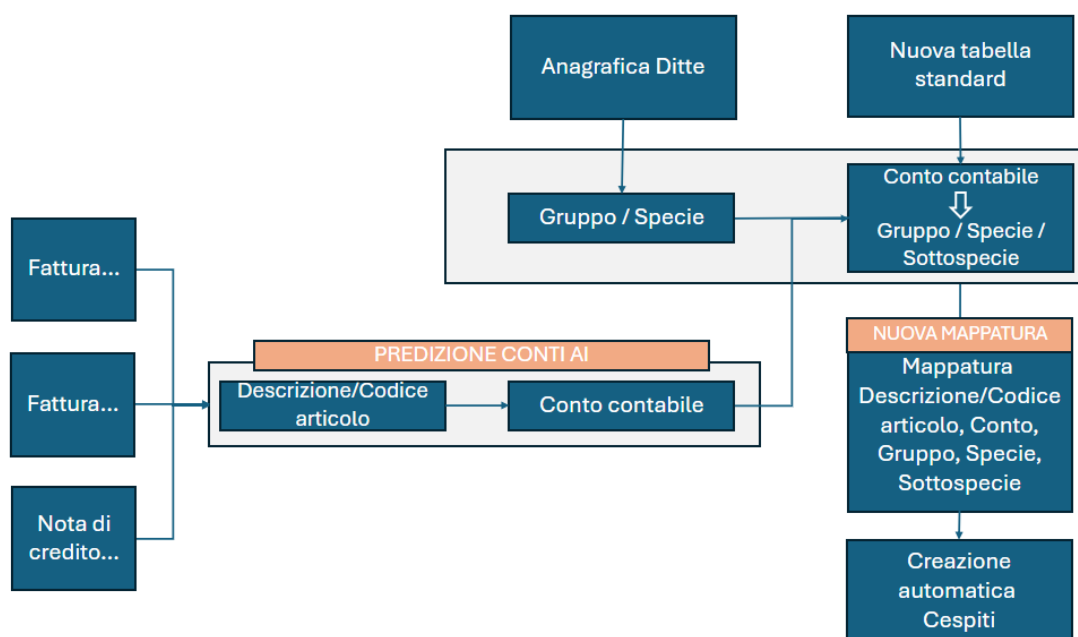 Anagrafica Ditte
Nuova tabella
standard
Gruppo / Specie
Conto contabile
Gruppo / Specie /
Sottospecie
Fattura...
Fattura...
Nota di
credito...
PREDIZIONE CONTI AI
Descrizione/Codice
articolo
Conto contabile
NUOVA MAPPATURA
Mappatura
Descrizione/Codice
articolo, Conto,
Gruppo, Specie,
Sottospecie
Creazione
automatica
Cespiti